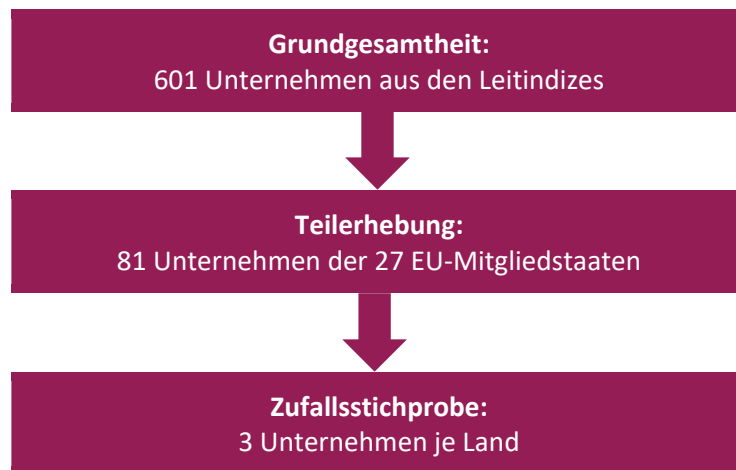 Grundgesamtheit:
601 Unternehmen aus den Leitindizes
Teilerhebung:
81 Unternehmen der 27 EU-Mitgliedstaaten
Zufallsstichprobe:
3 Unternehmen je Land